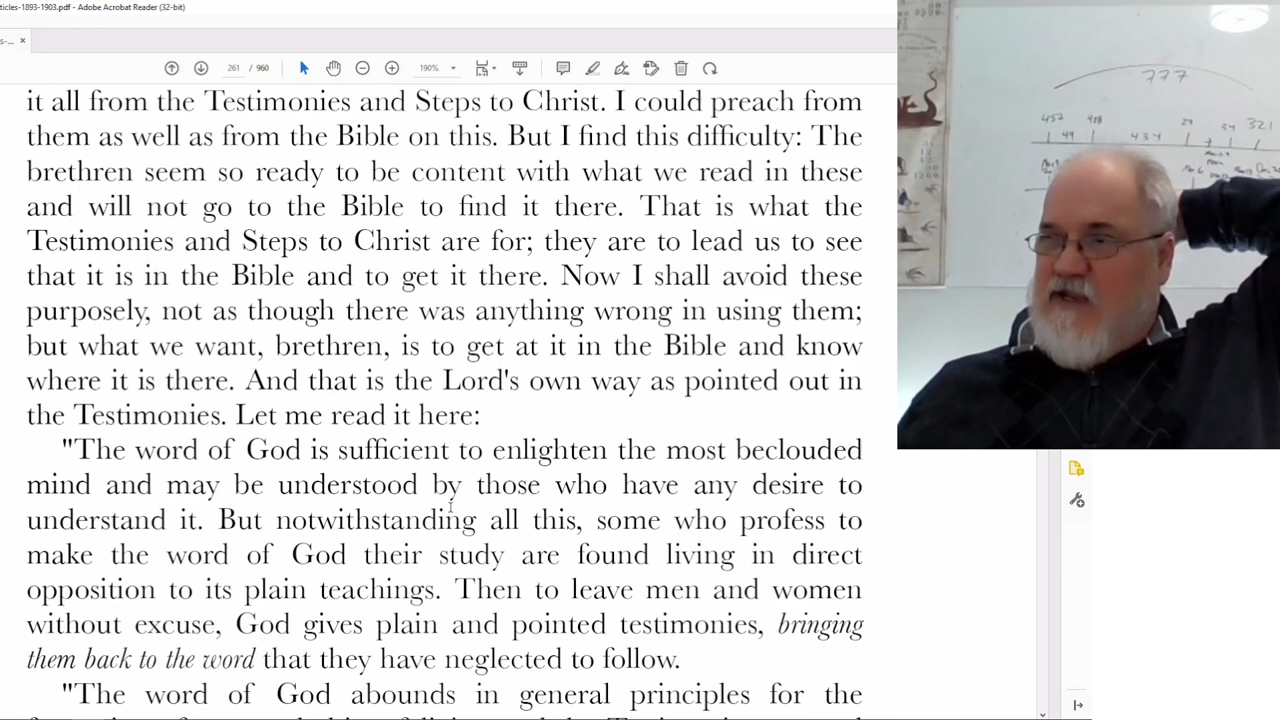 ticles-1893-1903.pdf - Adobe Acrobat Reader (32-bit)
s-...
261 / 960
190%
it all from the Testimonies and Steps to Christ. I could preach from
them as well as from the Bible on this. But I find this difficulty: The
brethren seem so ready to be content with what we read in these
and will not go to the Bible to find it there. That is what the
Testimonies and Steps to Christ are for; they are to lead us to see
that it is in the Bible and to get it there. Now I shall avoid these
purposely, not as though there was anything wrong in using them;
but what we want, brethren, is to get at it in the Bible and know
where it is there. And that is the Lord's own way as pointed out in
the Testimonies. Let me read it here:
"The word of God is sufficient to enlighten the most beclouded
mind and may be understood by those who have any desire to
understand it. But notwithstanding all this, some who profess to
make the word of God their study are found living in direct
opposition to its plain teachings. Then to leave men and women
without excuse, God gives plain and pointed testimonies, bringing
them back to the word that they have neglected to follow.
"The word of God abounds in general principles for the
777
457 408 27 34 321
49 434